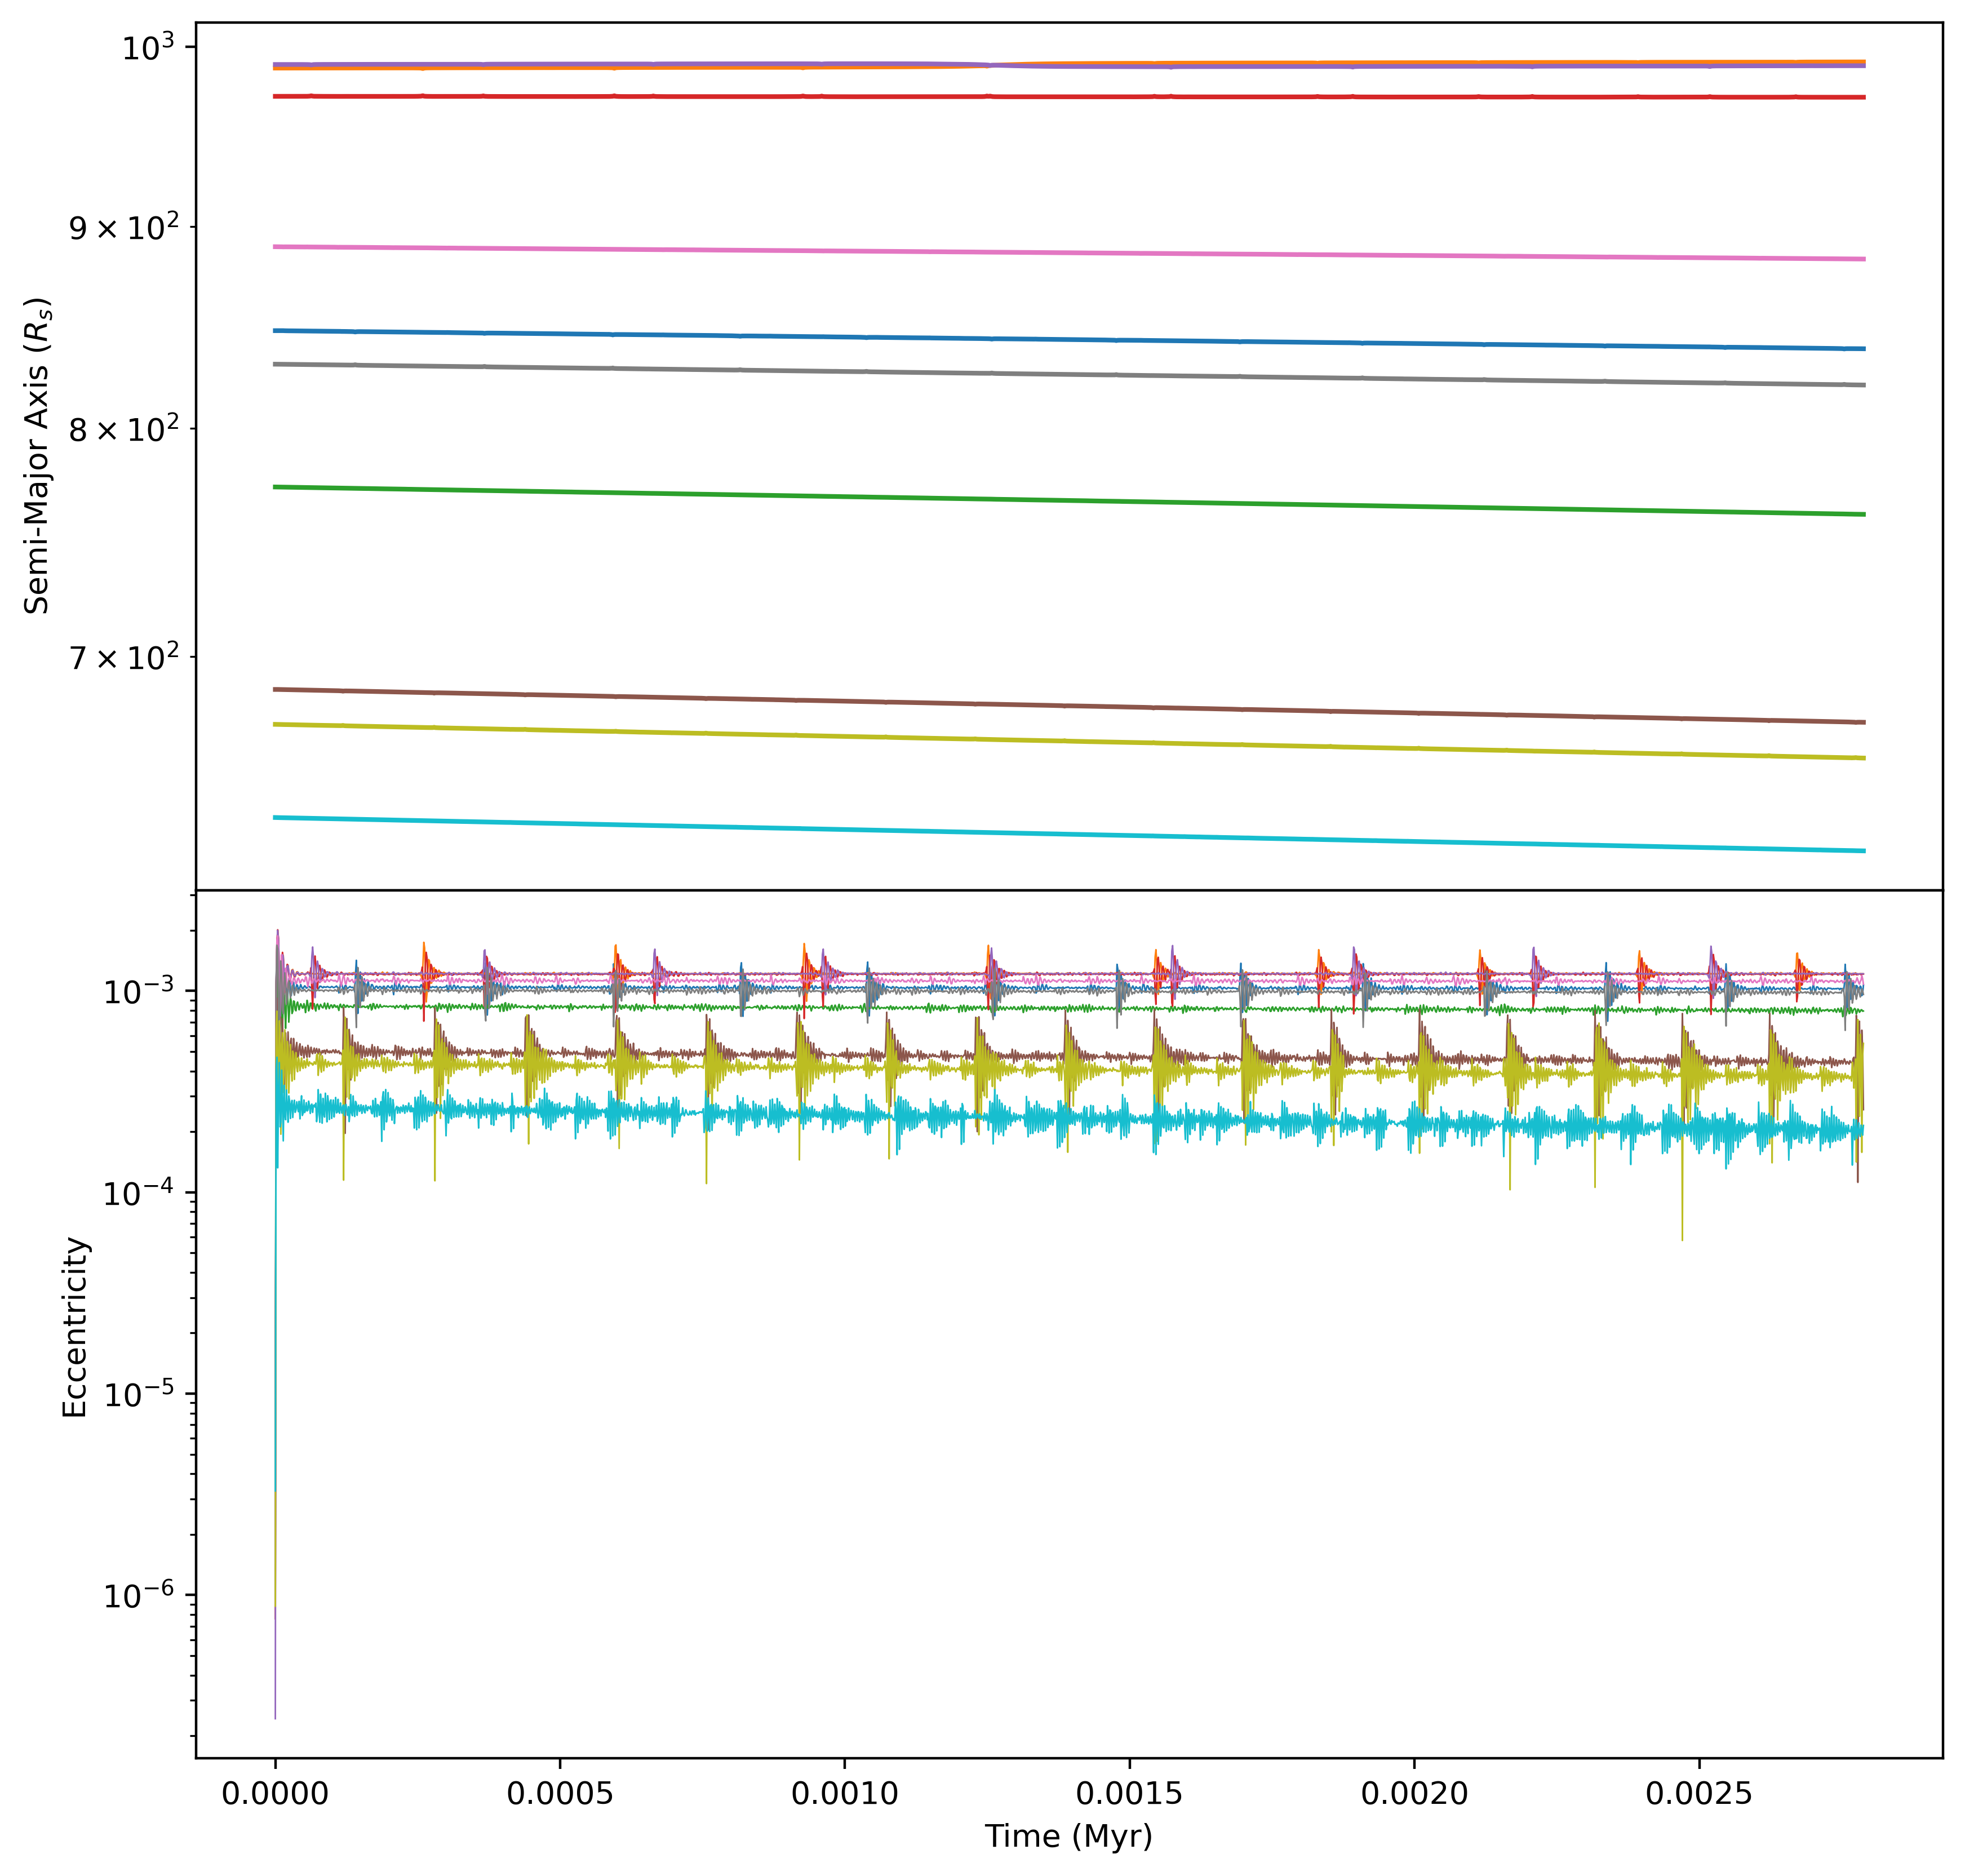 10³
9 × 10²
8 × 10²
7 × 10²
Semi-Major Axis (Rₛ)
10⁻³
10⁻⁴
10⁻⁵
10⁻⁶
Eccentricity
0.0000 0.0005 0.0010 0.0015 0.0020 0.0025
Time (Myr)